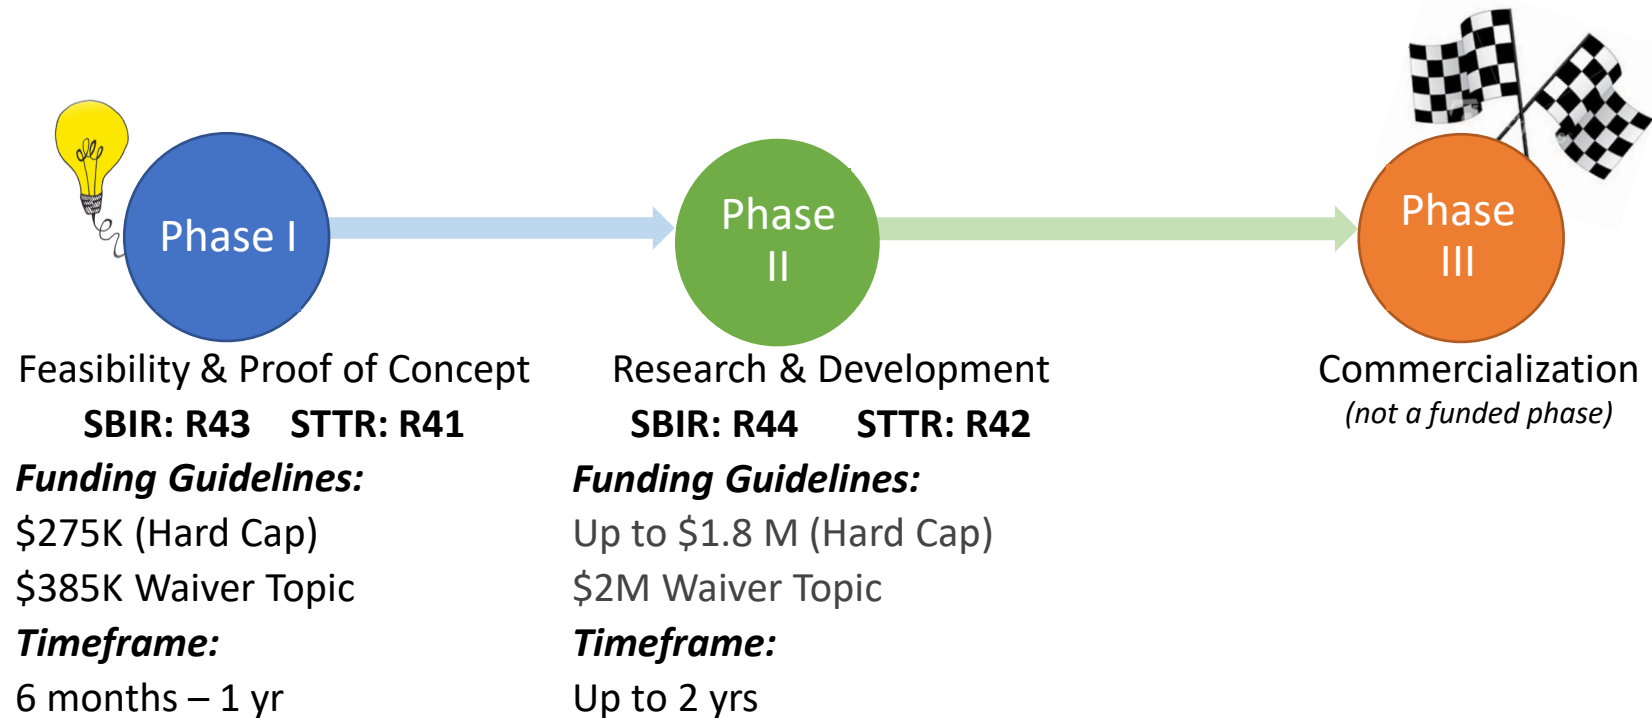 Phase I
Phase
II
Phase
III
Feasibility & Proof of Concept
SBIR: R43 STTR: R41
Funding Guidelines:
$275K (Hard Cap)
$385K Waiver Topic
Timeframe:
6 months – 1 yr
Research & Development
SBIR: R44 STTR: R42
Funding Guidelines:
Up to $1.8 M (Hard Cap)
$2M Waiver Topic
Timeframe:
Up to 2 yrs
Commercialization
(not a funded phase)